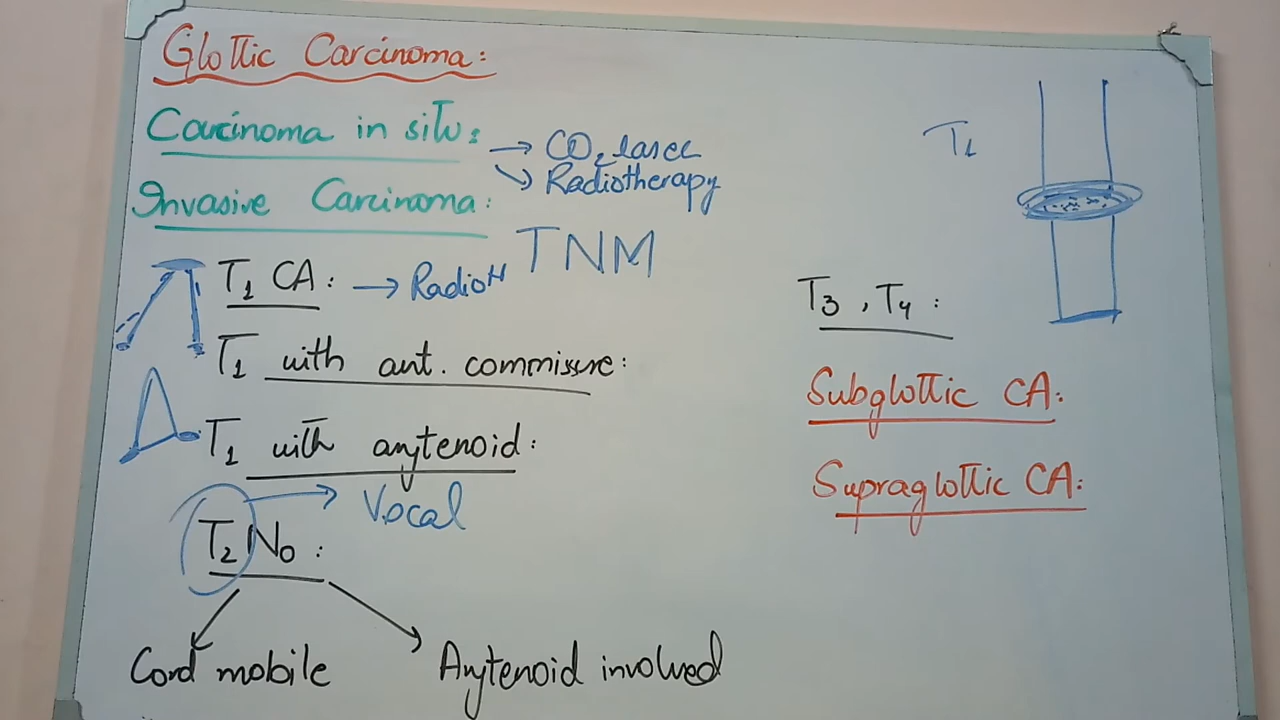 Glottic Carcinoma:
Carcinoma in situ:
→ CO2 laser
→ Radiotherapy
Invasive Carcinoma:
TNM
T1 CA: → RadioH
T1 with ant. commissure:
T1 with arytenoid:
→ Vocal
T2 N0:
Cord mobile
Arytenoid involved
T1
T3, T4:
Subglottic CA:
Supraglottic CA: